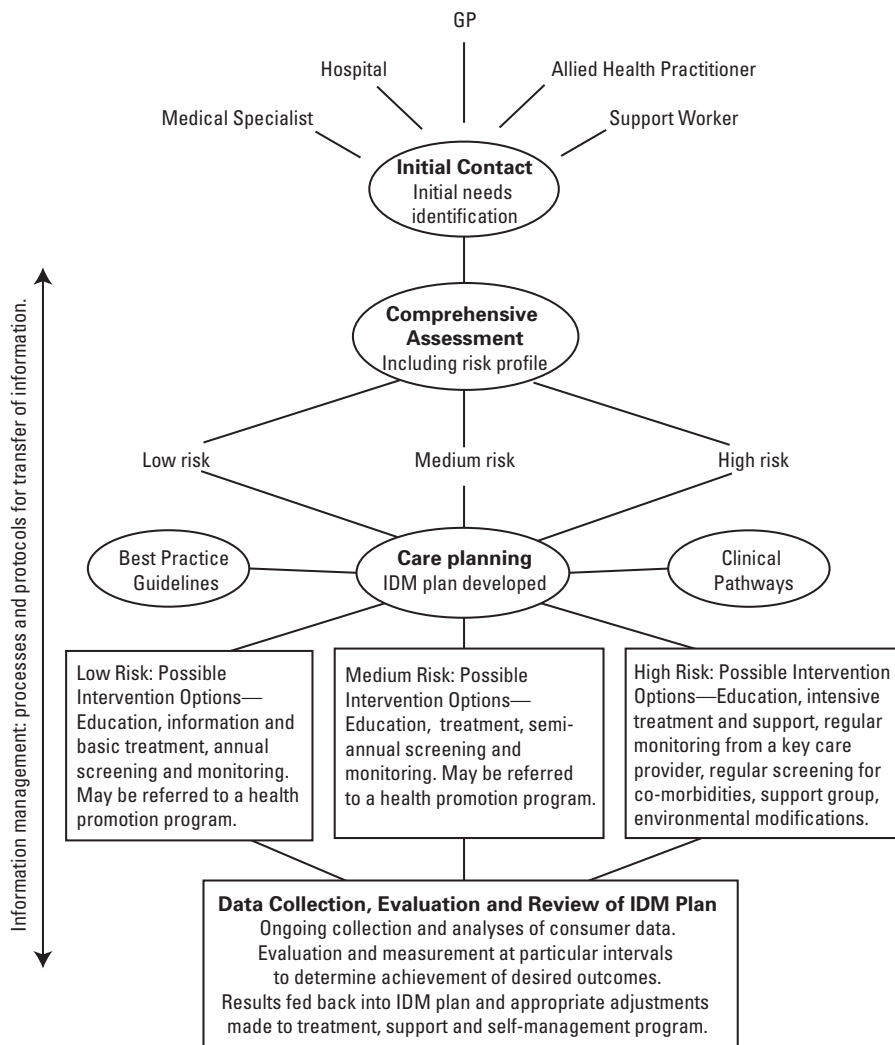 GP
Hospital
Allied Health Practitioner
Medical Specialist
Support Worker
Initial Contact
Initial needs
identification
Comprehensive
Assessment
Including risk profile
Low risk
Medium risk
High risk
Best Practice
Guidelines
Care planning
IDM plan developed
Clinical
Pathways
Low Risk: Possible
Intervention Options—
Education, information and
basic treatment, annual
screening and monitoring.
May be referred to a health
promotion program.
Medium Risk: Possible
Intervention Options—
Education, treatment, semi-
annual screening and
monitoring. May be referred
to a health promotion program.
High Risk: Possible Intervention
Options—Education, intensive
treatment and support, regular
monitoring from a key care
provider, regular screening for
co-morbidities, support group,
environmental modifications.
Data Collection, Evaluation and Review of IDM Plan
Ongoing collection and analyses of consumer data.
Evaluation and measurement at particular intervals
to determine achievement of desired outcomes.
Results fed back into IDM plan and appropriate adjustments
made to treatment, support and self-management program.
Information management: processes and protocols for transfer of information.